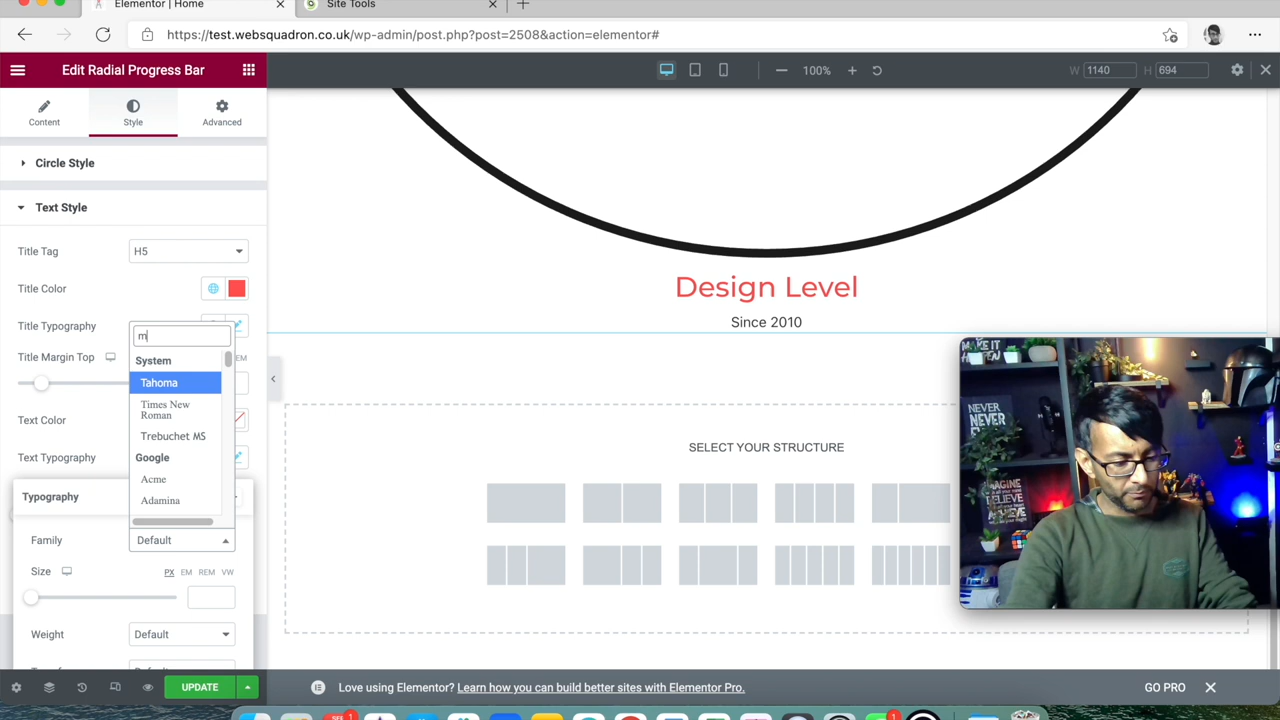 Elementor | Home
Site Tools
https://test.websquadron.co.uk/wp-admin/post.php?post=2508&action=elementor#
Edit Radial Progress Bar
100%
W 1140 H 694
Content
Style
Advanced
Circle Style
Text Style
Title Tag
H5
Title Color
Title Typography
m
System
Title Margin Top
EM
Tahoma
Times New
Roman
Text Color
Trebuchet MS
Text Typography
Google
Acme
Typography
Adamina
Family
Default
Size
PX EM REM VW
Weight
Default
UPDATE
Design Level
Since 2010
SELECT YOUR STRUCTURE
NEVER
NEVER
IMAGINE
BELIEVE
Love using Elementor? Learn how you can build better sites with Elementor Pro.
GO PRO